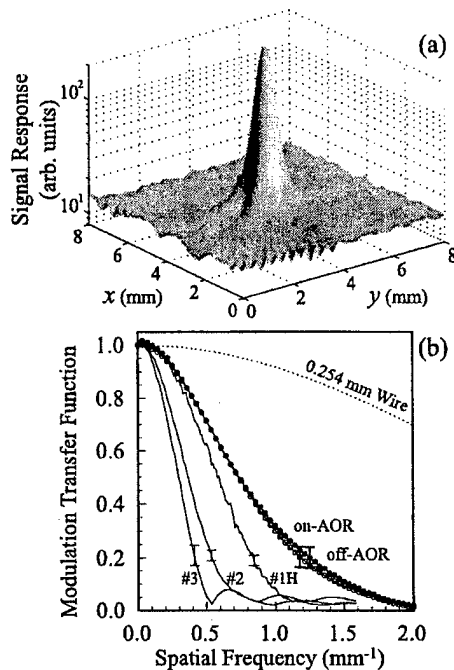 (a)
Signal Response
(arb. units)
10²
10¹
8
6
4
2
0
x (mm)
0
2
4
6
8
y (mm)
(b)
Modulation Transfer Function
1.0
0.8
0.6
0.4
0.2
0.0
0.254 mm Wire
on-AOR
off-AOR
#3
#2
#1H
0.0
0.5
1.0
1.5
2.0
Spatial Frequency (mm⁻¹)